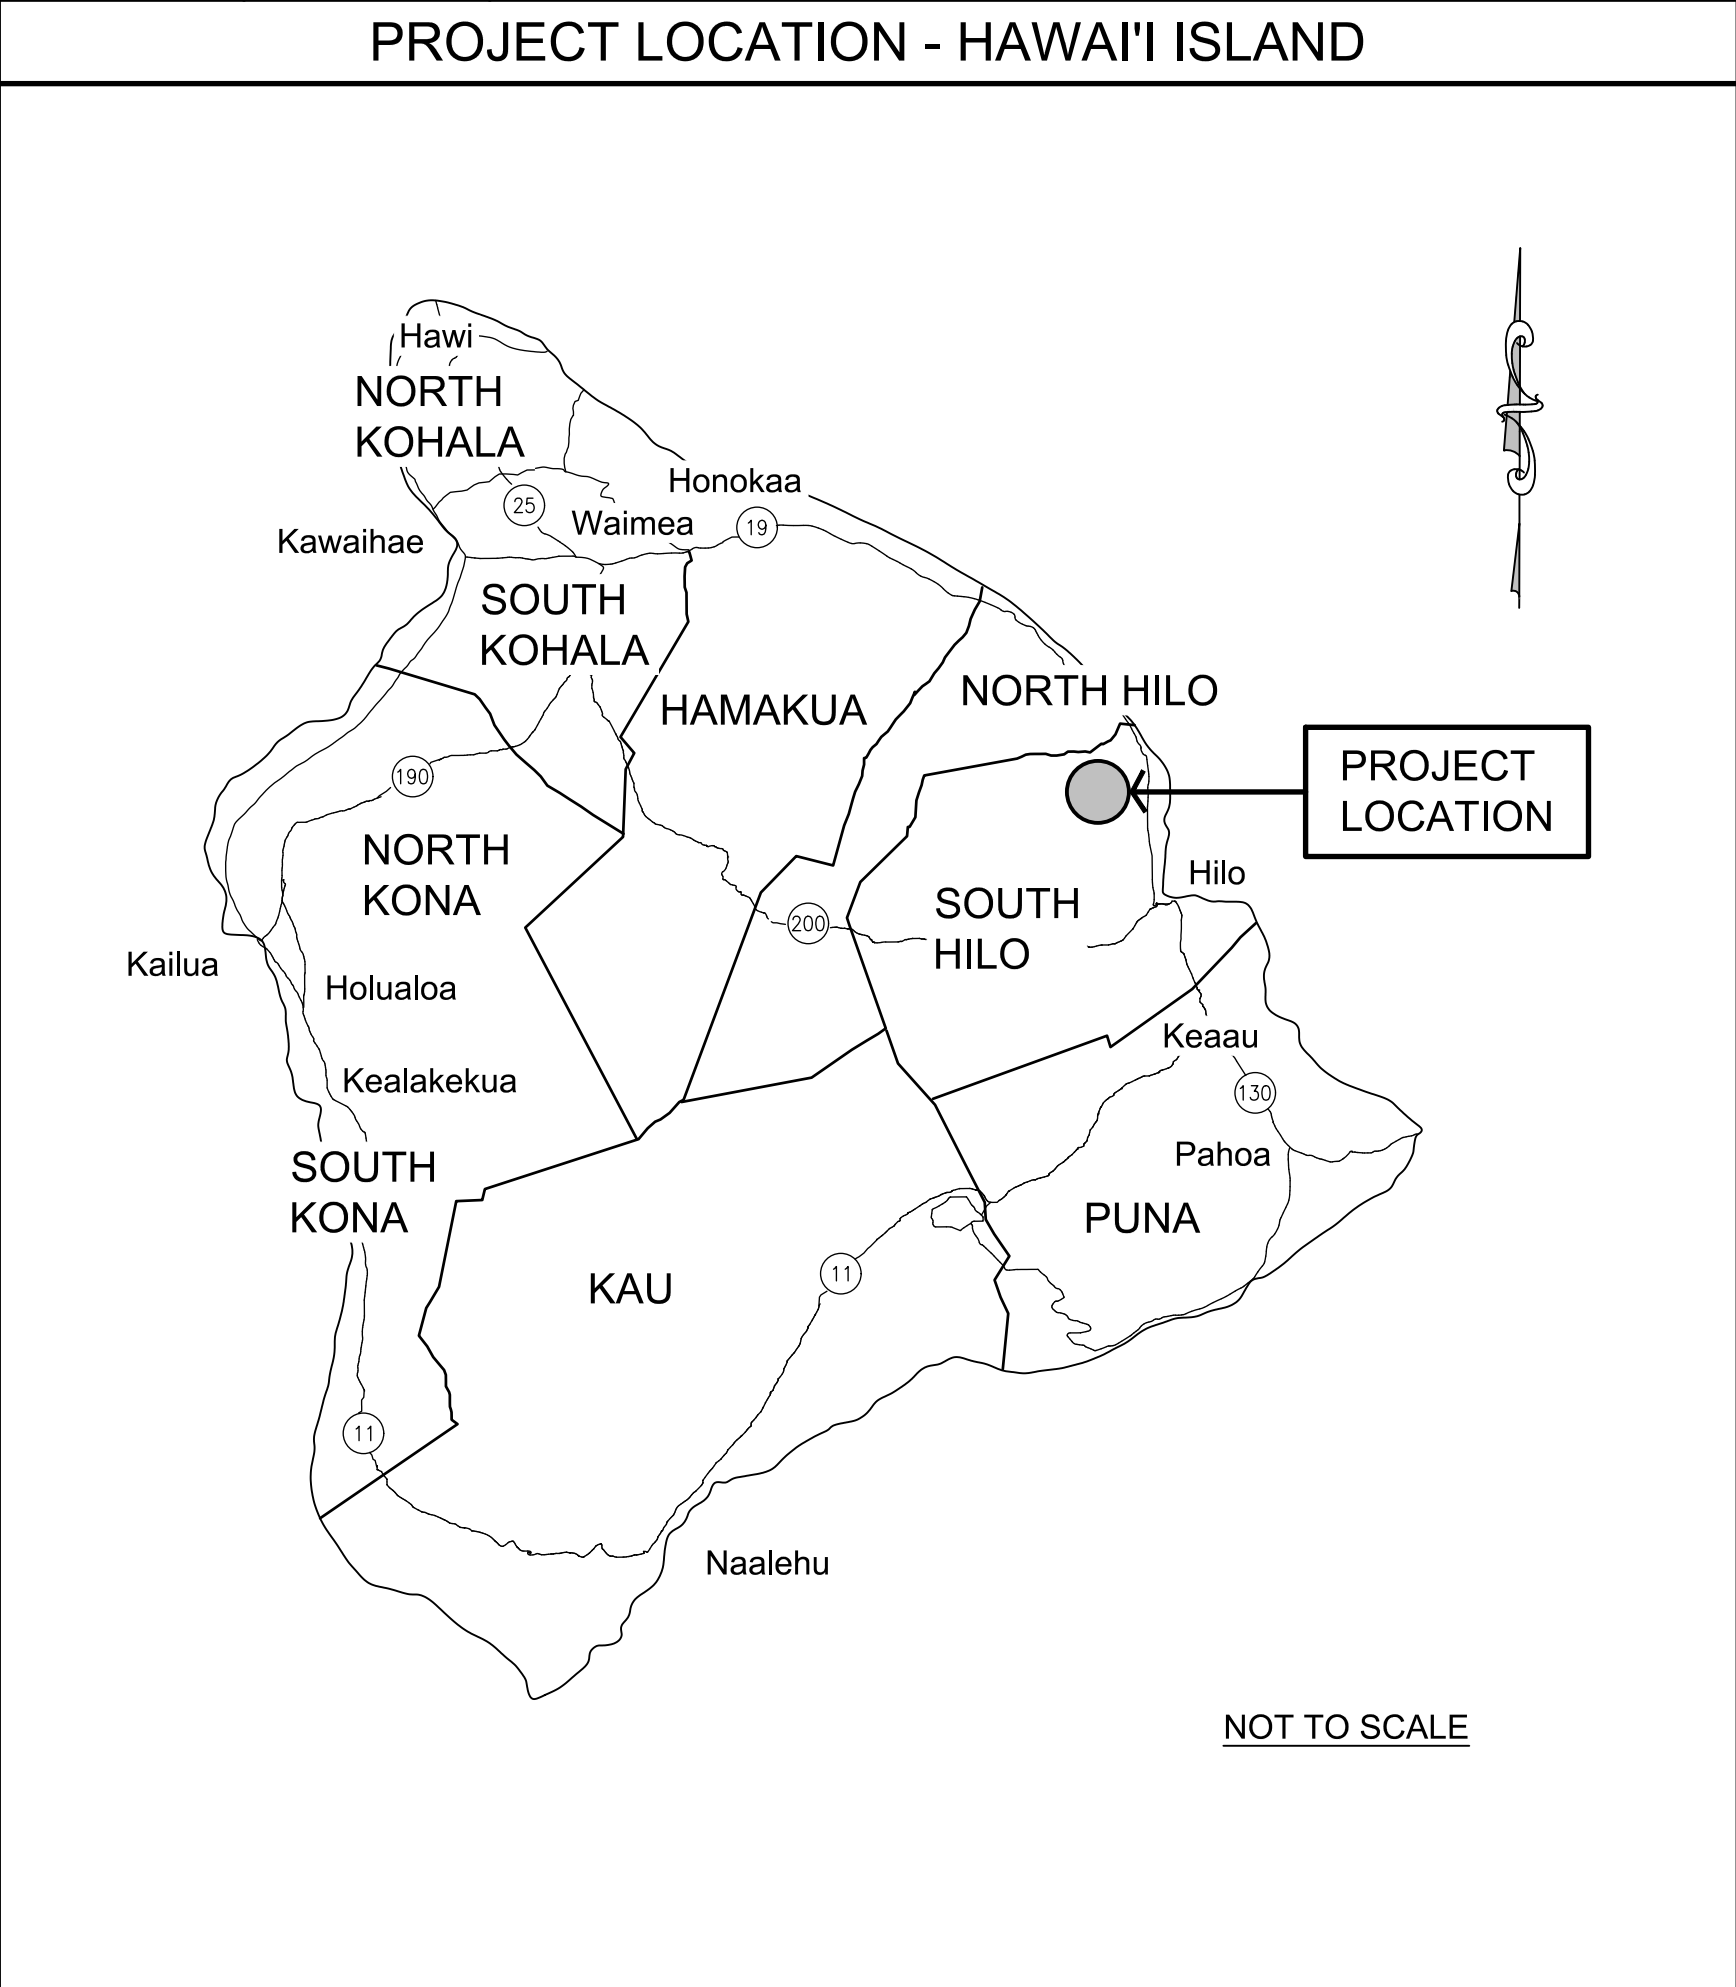 PROJECT LOCATION - HAWAI'I ISLAND
Hawi
NORTH
KOHALA
Honokaa
25
Waimea
19
Kawaihae
SOUTH
KOHALA
HAMAKUA
NORTH HILO
PROJECT
LOCATION
190
NORTH
KONA
Hilo
SOUTH
HILO
200
Kailua
Holualoa
Keaau
Kealakekua
130
Pahoa
SOUTH
KONA
PUNA
KAU
11
11
Naalehu
NOT TO SCALE